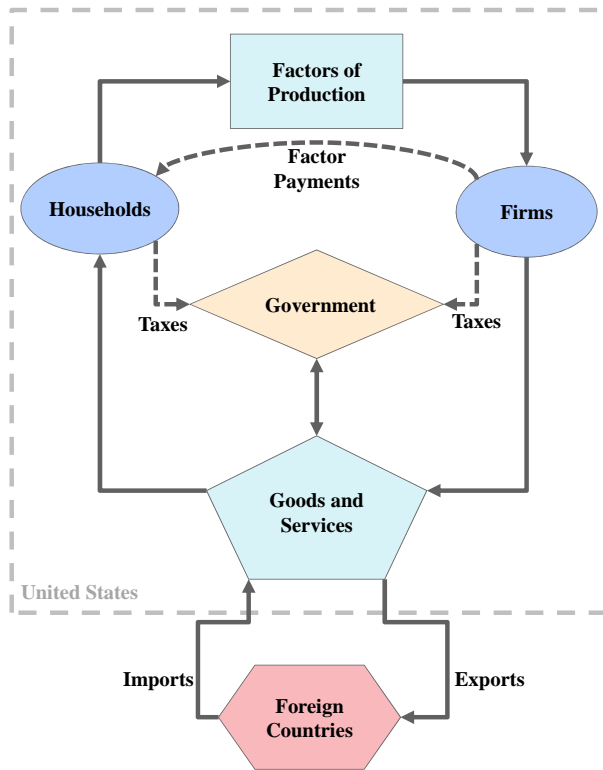 Factors of
Production
Factor
Payments
Households
Firms
Government
Taxes
Taxes
Goods and
Services
United States
Imports
Exports
Foreign
Countries